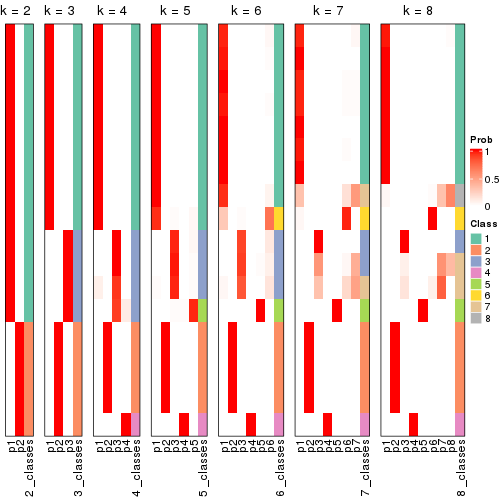 k = 2 k = 3 k = 4 k = 5 k = 6 k = 7 k = 8
Prob
1
0.5
0
Class
1
2
3
4
5
6
7
8
p1 p2 2_classes
p1 p2 p3 3_classes
p1 p2 p3 p4 4_classes
p1 p2 p3 p4 p5 5_classes
p1 p2 p3 p4 p5 p6 6_classes
p1 p2 p3 p4 p5 p6 p7 7_classes
p1 p2 p3 p4 p5 p6 p7 p8 8_classes